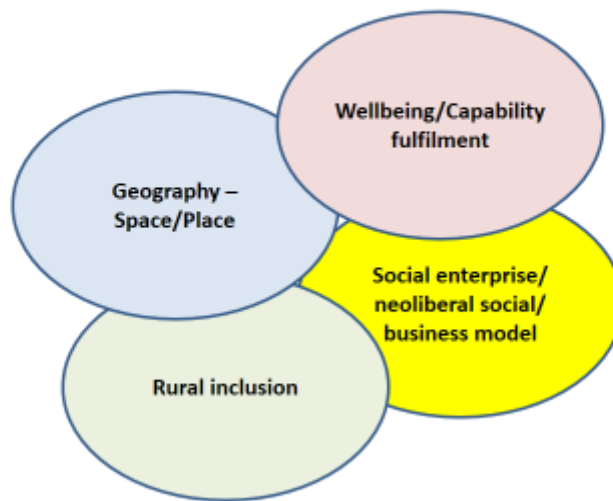 Wellbeing/Capability
fulfilment
Geography –
Space/Place
Social enterprise/
neoliberal social/
business model
Rural inclusion